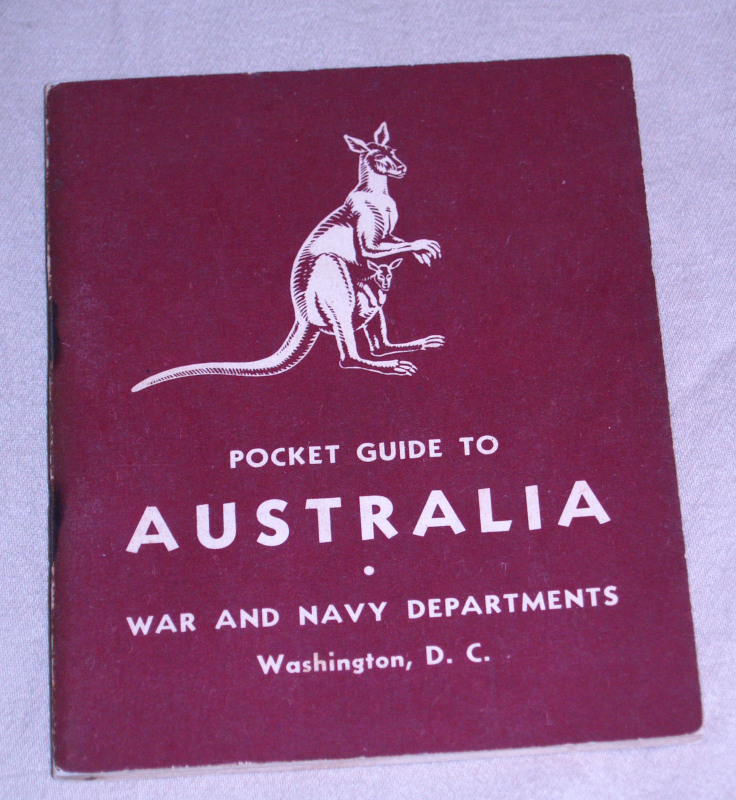 POCKET GUIDE TO
AUSTRALIA
•
WAR AND NAVY DEPARTMENTS
Washington, D. C.